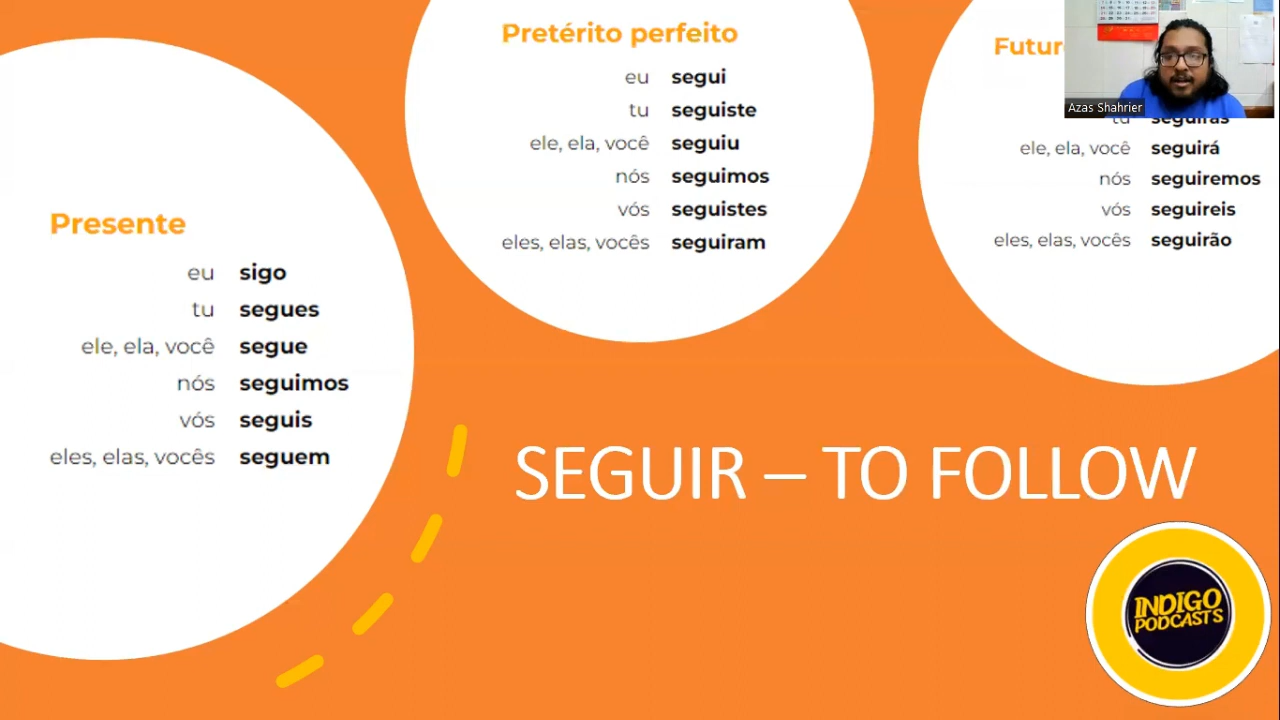 Presente
eu sigo
tu segues
ele, ela, você segue
nós seguimos
vós seguis
eles, elas, vocês seguem
Pretérito perfeito
eu segui
tu seguiste
ele, ela, você seguiu
nós seguimos
vós seguistes
eles, elas, vocês seguiram
tu seguirás
ele, ela, você seguirá
nós seguiremos
vós seguireis
eles, elas, vocês seguirão
Azas Shahrier
SEGUIR – TO FOLLOW
INDIGO
PODCASTS